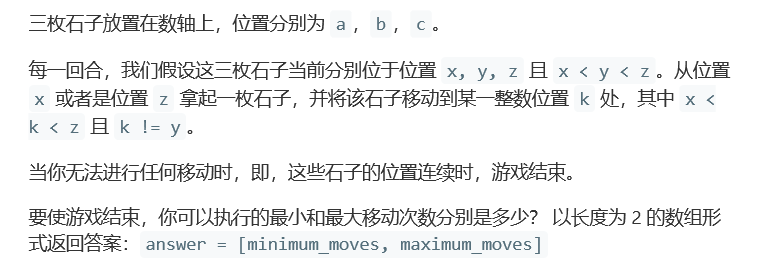 三枚石子放置在数轴上，位置分别为 a，b，c。
每一回合，我们假设这三枚石子当前分别位于位置 x, y, z 且 x < y < z。从位置
x 或者是位置 z 拿起一枚石子，并将该石子移动到某一整数位置 k 处，其中 x <
k < z 且 k != y。
当你无法进行任何移动时，即，这些石子的位置连续时，游戏结束。
要使游戏结束，你可以执行的最小和最大移动次数分别是多少？ 以长度为 2 的数组形
式返回答案：answer = [minimum_moves, maximum_moves]